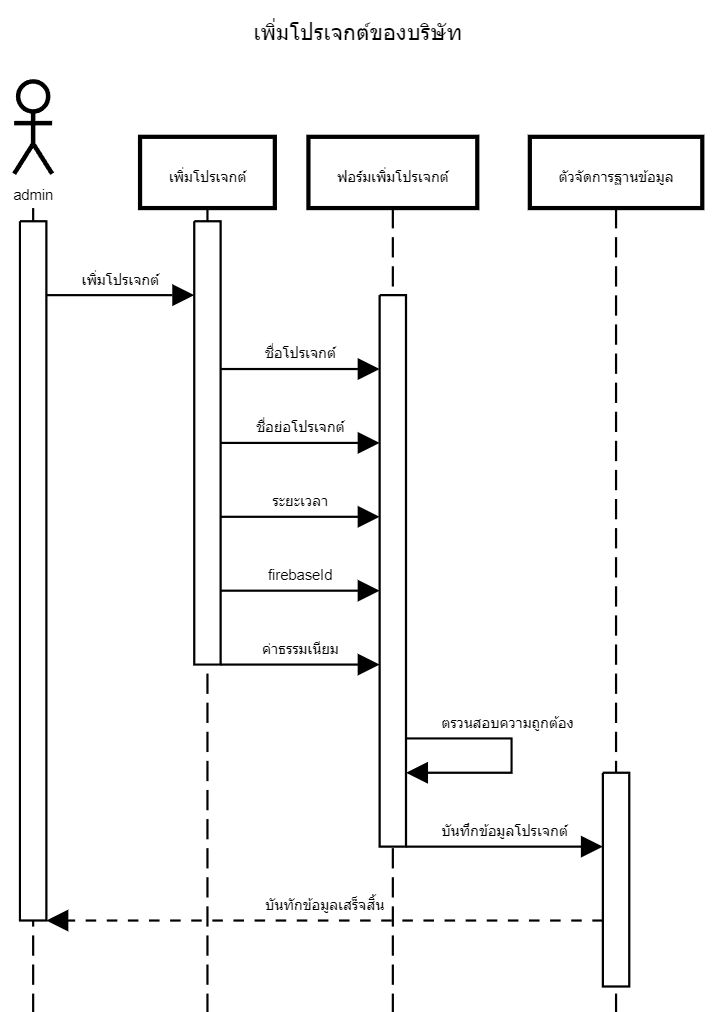 เพิ่มโปรเจกต์ของบริษัท
admin
เพิ่มโปรเจกต์
ฟอร์มเพิ่มโปรเจกต์
ตัวจัดการฐานข้อมูล
เพิ่มโปรเจกต์
ชื่อโปรเจกต์
ชื่อย่อโปรเจกต์
ระยะเวลา
firebaseId
ค่าธรรมเนียม
ตรวนสอบความถูกต้อง
บันทึกข้อมูลโปรเจกต์
บันทักข้อมูลเสร็จสิ้น